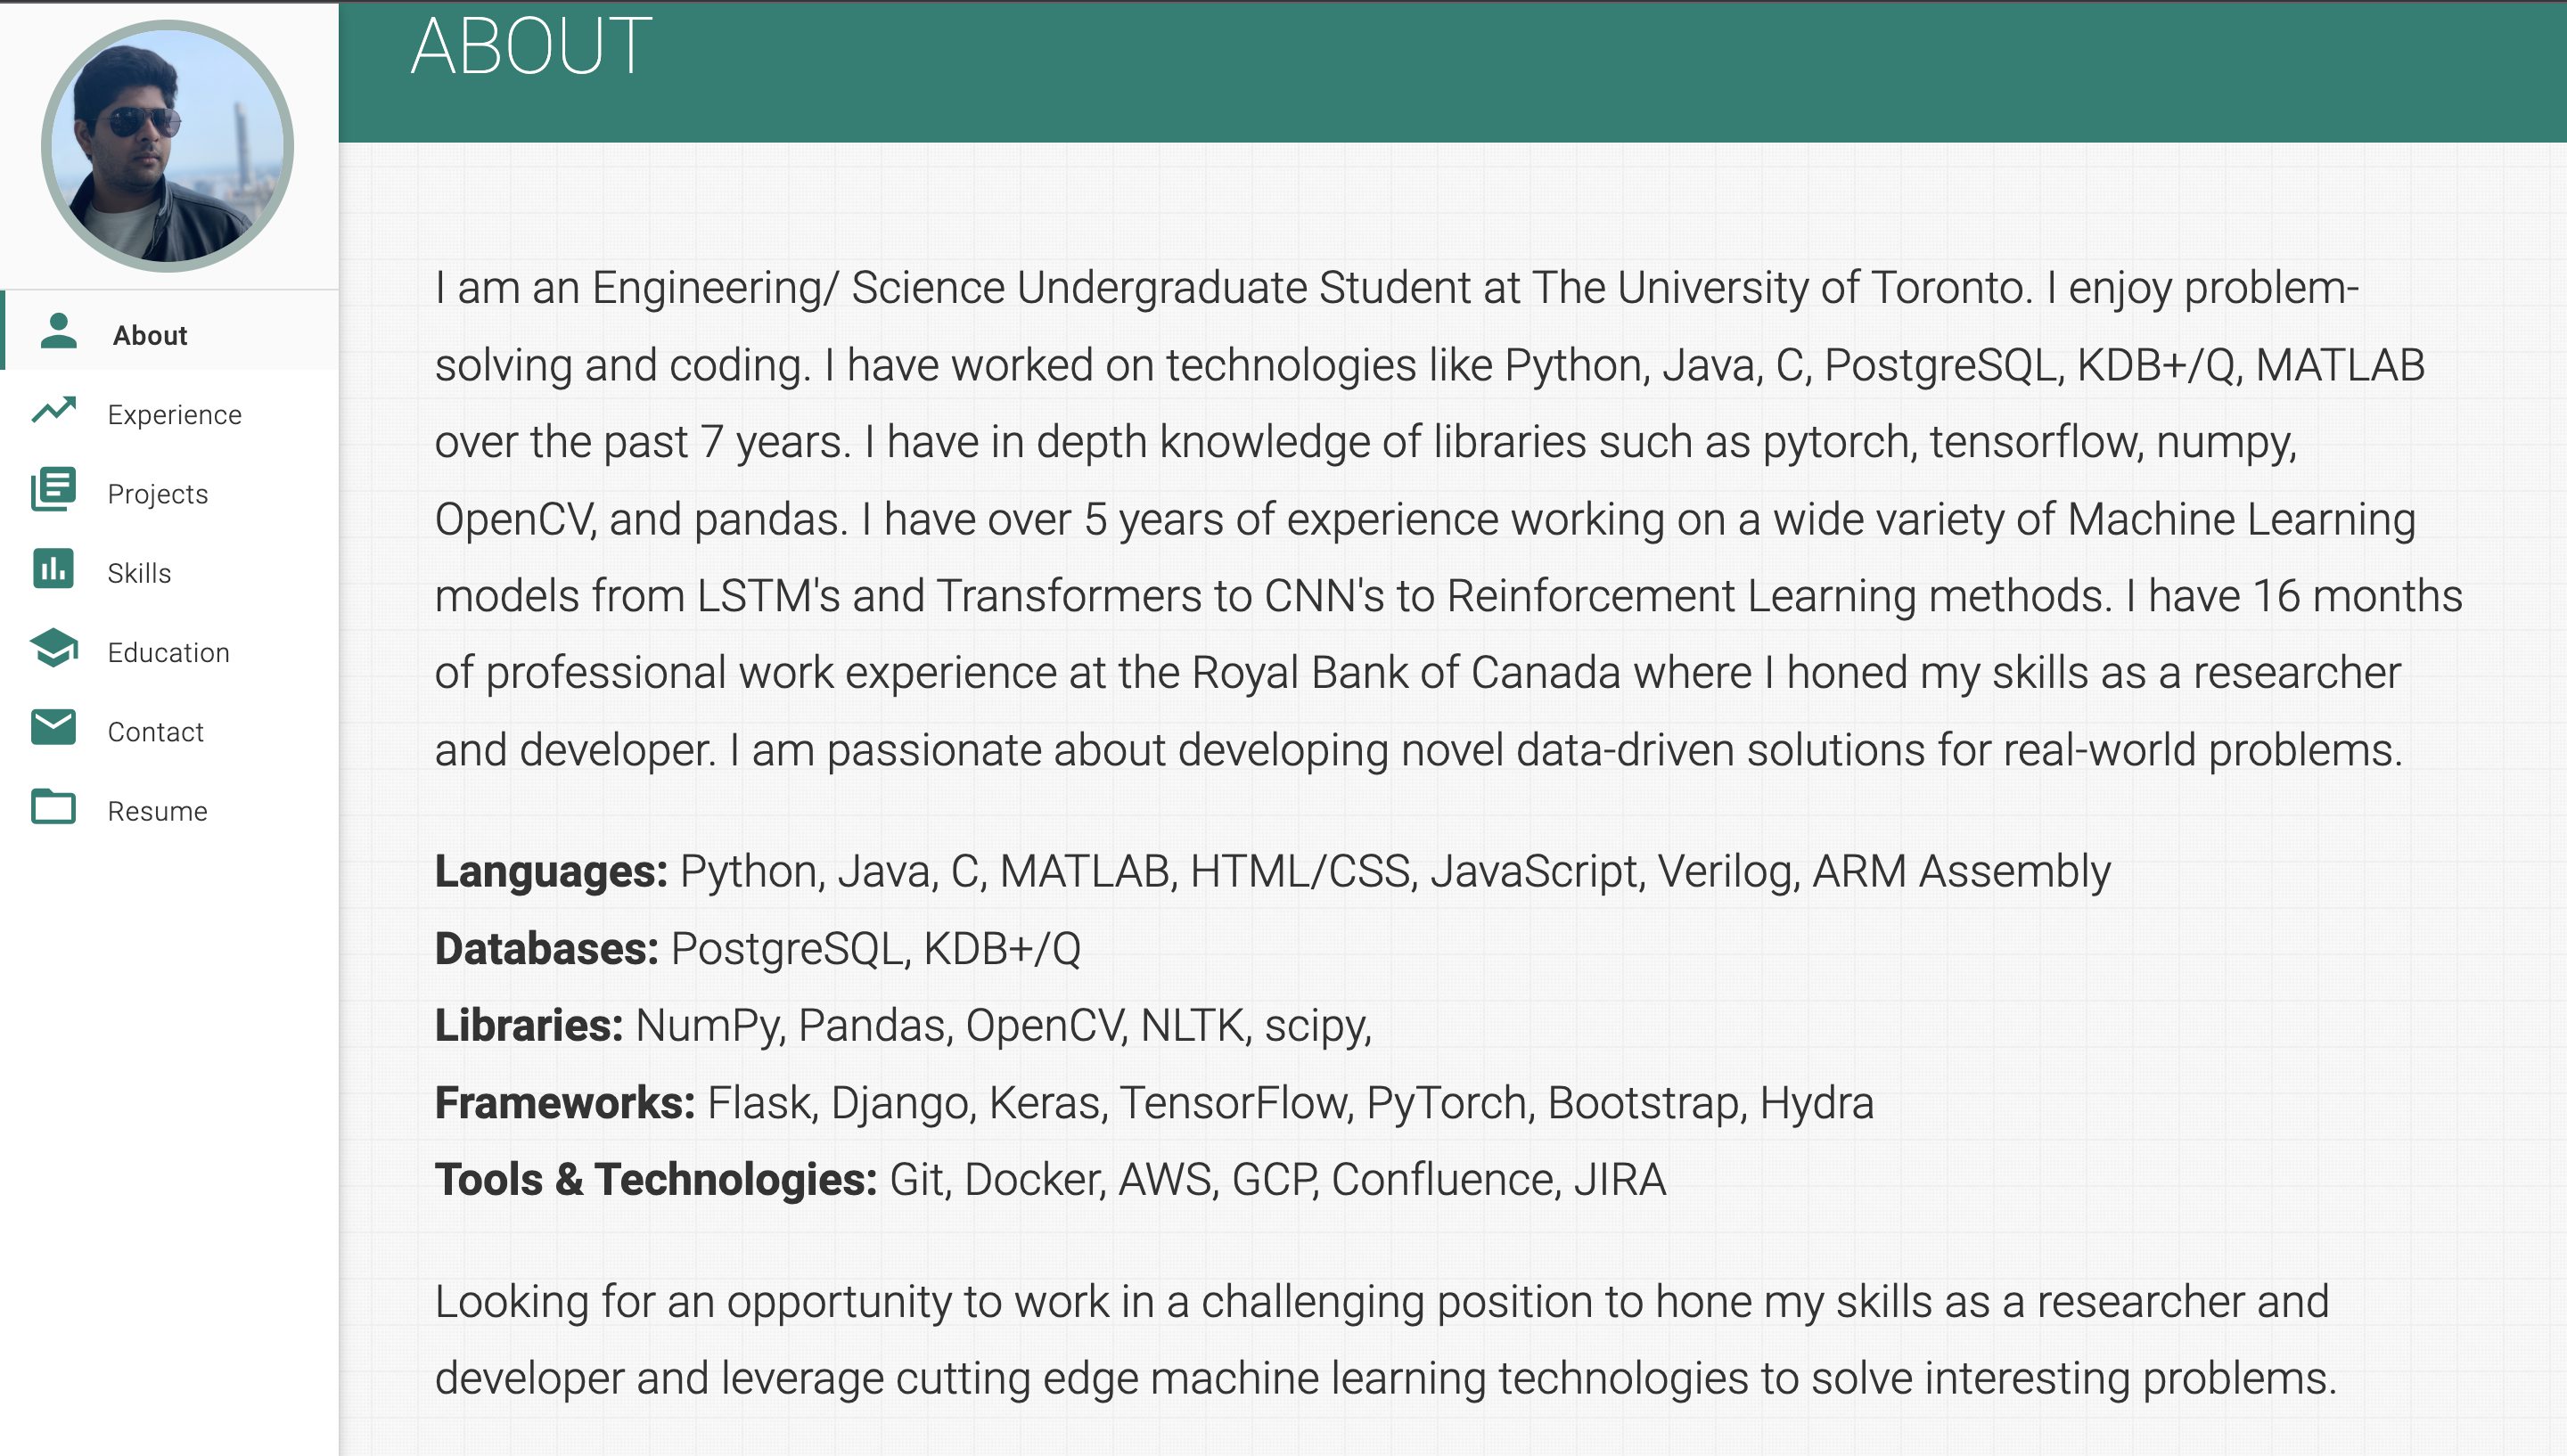 ABOUT
About
Experience
Projects
Skills
Education
Contact
Resume
I am an Engineering/ Science Undergraduate Student at The University of Toronto. I enjoy problem-
solving and coding. I have worked on technologies like Python, Java, C, PostgreSQL, KDB+/Q, MATLAB
over the past 7 years. I have in depth knowledge of libraries such as pytorch, tensorflow, numpy,
OpenCV, and pandas. I have over 5 years of experience working on a wide variety of Machine Learning
models from LSTM's and Transformers to CNN's to Reinforcement Learning methods. I have 16 months
of professional work experience at the Royal Bank of Canada where I honed my skills as a researcher
and developer. I am passionate about developing novel data-driven solutions for real-world problems.
Languages: Python, Java, C, MATLAB, HTML/CSS, JavaScript, Verilog, ARM Assembly
Databases: PostgreSQL, KDB+/Q
Libraries: NumPy, Pandas, OpenCV, NLTK, scipy,
Frameworks: Flask, Django, Keras, TensorFlow, PyTorch, Bootstrap, Hydra
Tools & Technologies: Git, Docker, AWS, GCP, Confluence, JIRA
Looking for an opportunity to work in a challenging position to hone my skills as a researcher and
developer and leverage cutting edge machine learning technologies to solve interesting problems.